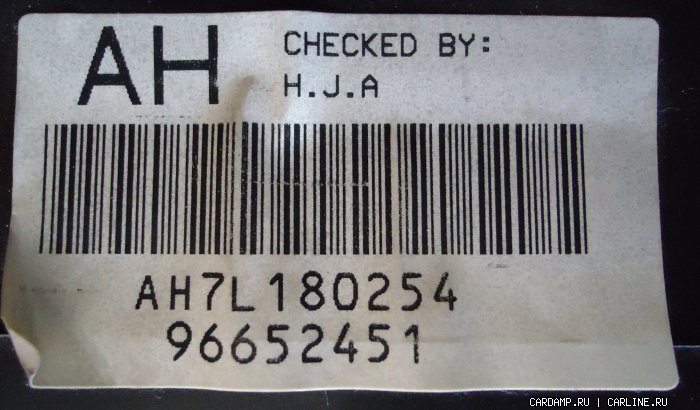 AH
CHECKED BY:
H.J.A
AH7L180254
96652451
CARDAMP.RU | CARLINE.RU